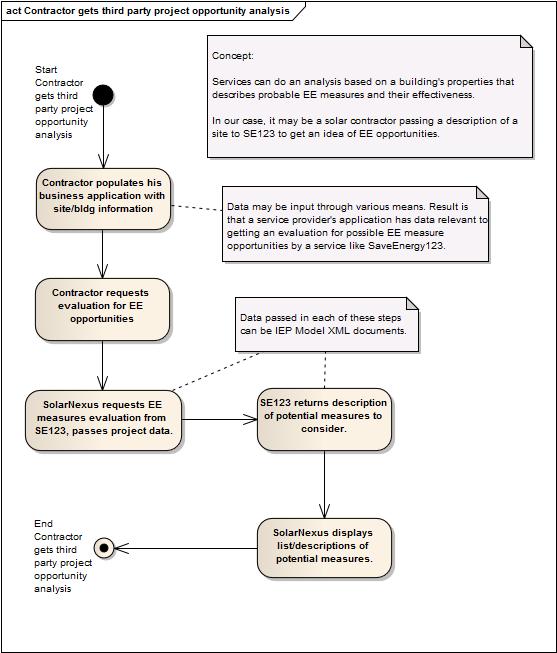 act Contractor gets third party project opportunity analysis
Concept:
Services can do an analysis based on a building's properties that
describes probable EE measures and their effectiveness.
In our case, it may be a solar contractor passing a description of a
site to SE123 to get an idea of EE opportunities.
Start
Contractor
gets third
party project
opportunity
analysis
Contractor populates his
business application with
site/bldg information
Data may be input through various means. Result is
that a service provider's application has data relevant to
getting an evaluation for possible EE measure
opportunities by a service like SaveEnergy123.
Contractor requests
evaluation for EE
opportunities
Data passed in each of these steps
can be IEP Model XML documents.
SolarNexus requests EE
measures evaluation from
SE123, passes project data.
SE123 returns description
of potential measures to
consider.
SolarNexus displays
list/descriptions of
potential measures.
End
Contractor
gets third
party project
opportunity
analysis